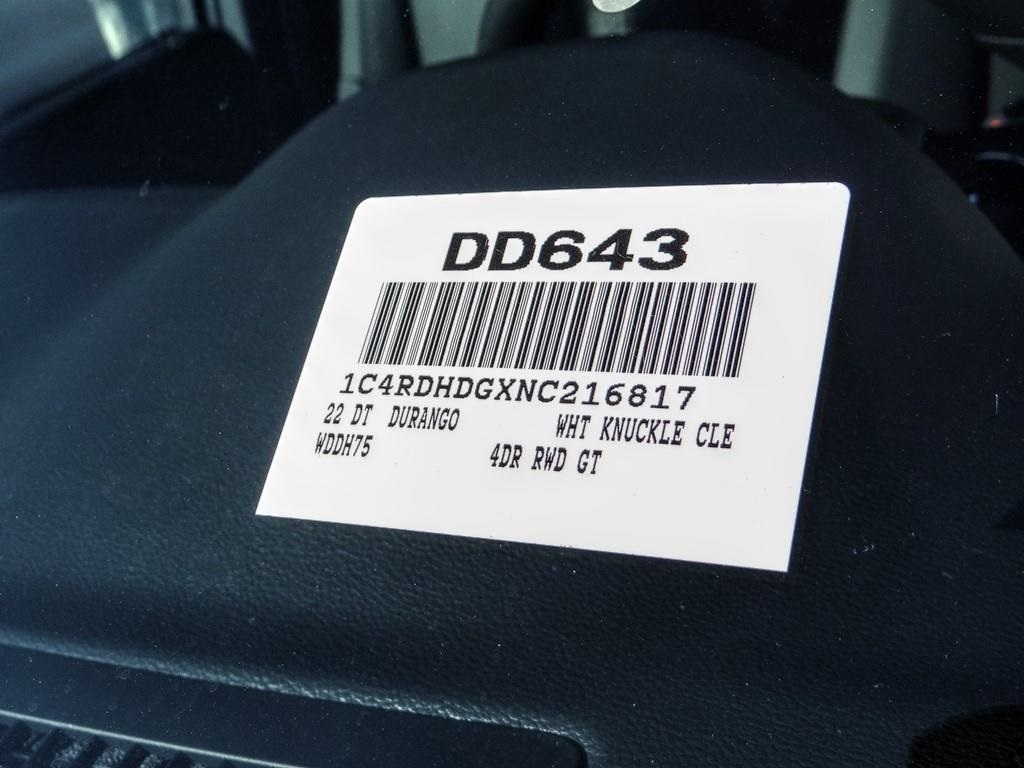 DD643
1C4RDHDGXNC216817
22 DT DURANGO WHT KNUCKLE CLE
WDDH75 4DR RWD GT